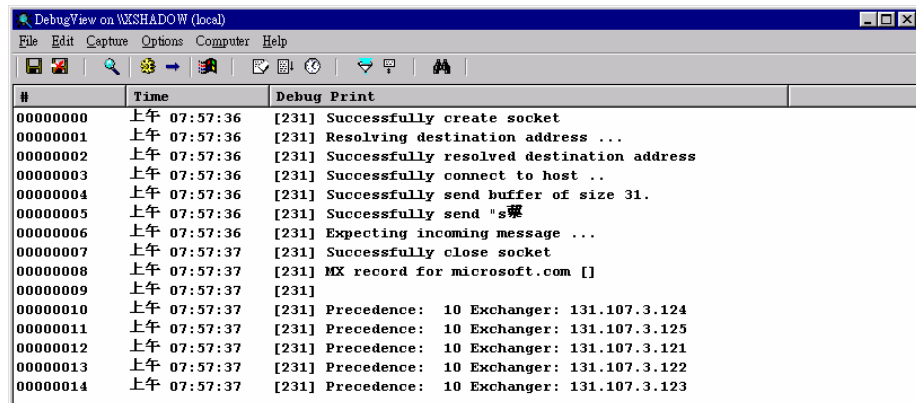 DebugView on \\XSHADOW (local)
File Edit Capture Options Computer Help
# Time Debug Print
00000000 上午 07:57:36 [231] Successfully create socket
00000001 上午 07:57:36 [231] Resolving destination address ...
00000002 上午 07:57:36 [231] Successfully resolved destination address
00000003 上午 07:57:36 [231] Successfully connect to host ..
00000004 上午 07:57:36 [231] Successfully send buffer of size 31.
00000005 上午 07:57:36 [231] Successfully send "s
00000006 上午 07:57:36 [231] Expecting incoming message ...
00000007 上午 07:57:37 [231] Successfully close socket
00000008 上午 07:57:37 [231] MX record for microsoft.com []
00000009 上午 07:57:37 [231]
00000010 上午 07:57:37 [231] Precedence: 10 Exchanger: 131.107.3.124
00000011 上午 07:57:37 [231] Precedence: 10 Exchanger: 131.107.3.125
00000012 上午 07:57:37 [231] Precedence: 10 Exchanger: 131.107.3.121
00000013 上午 07:57:37 [231] Precedence: 10 Exchanger: 131.107.3.122
00000014 上午 07:57:37 [231] Precedence: 10 Exchanger: 131.107.3.123